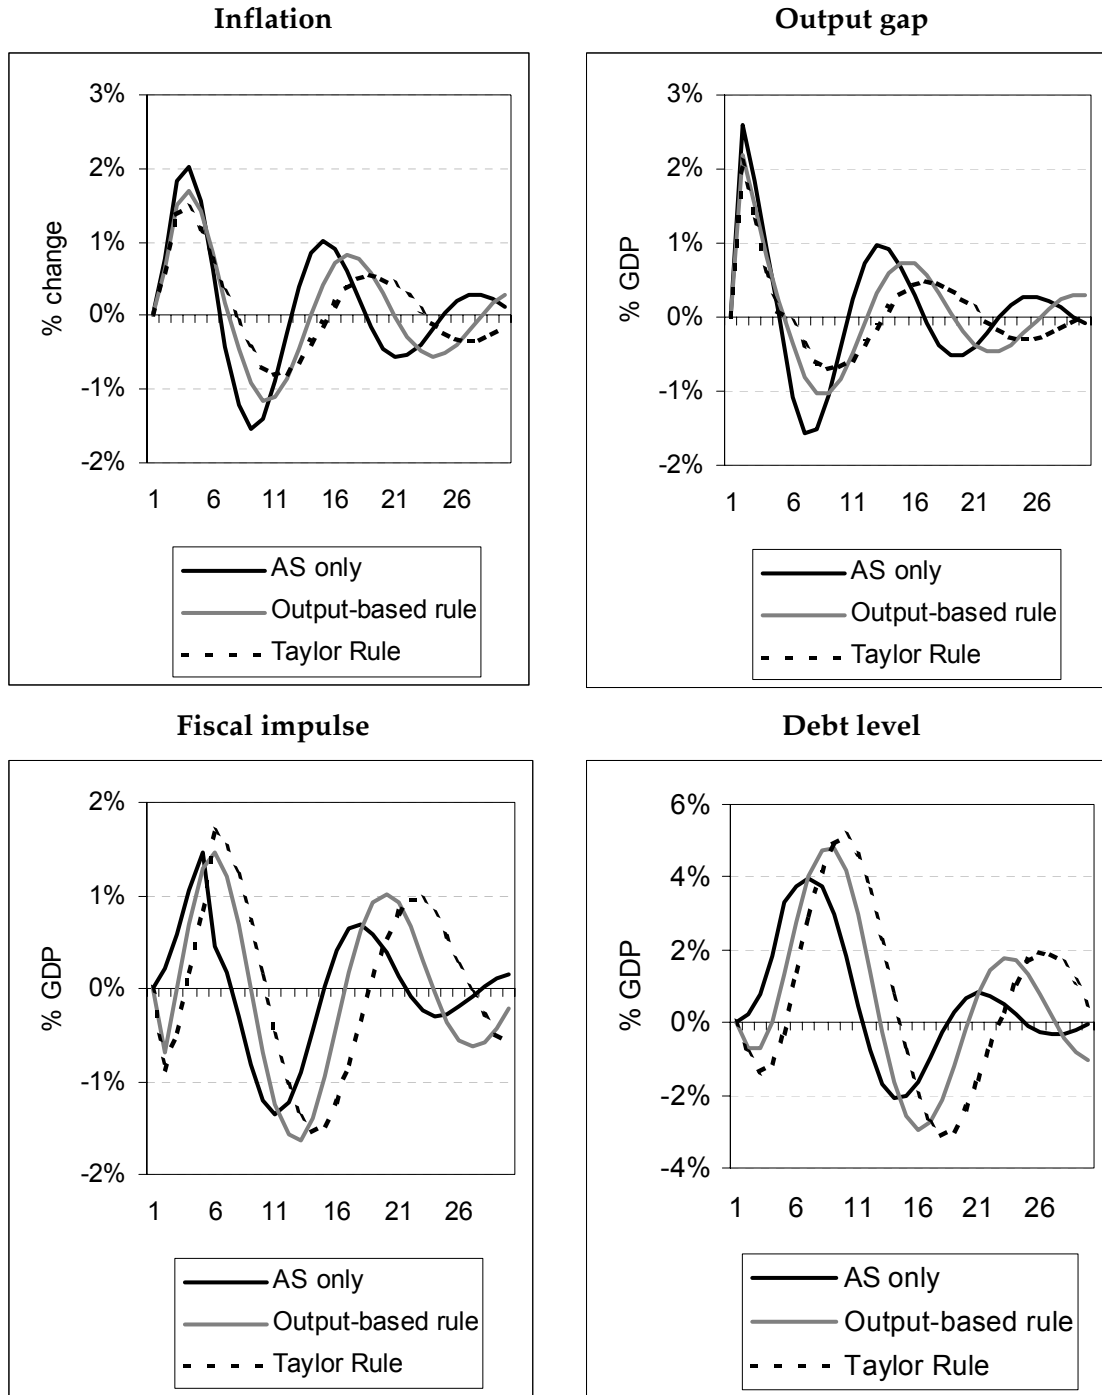 Inflation
% change
3%
2%
1%
0%
-1%
-2%
1 6 11 16 21 26
AS only
Output-based rule
Taylor Rule
Output gap
% GDP
3%
2%
1%
0%
-1%
-2%
1 6 11 16 21 26
AS only
Output-based rule
Taylor Rule
Fiscal impulse
% GDP
2%
1%
0%
-1%
-2%
1 6 11 16 21 26
AS only
Output-based rule
Taylor Rule
Debt level
% GDP
6%
4%
2%
0%
-2%
-4%
1 6 11 16 21 26
AS only
Output-based rule
Taylor Rule